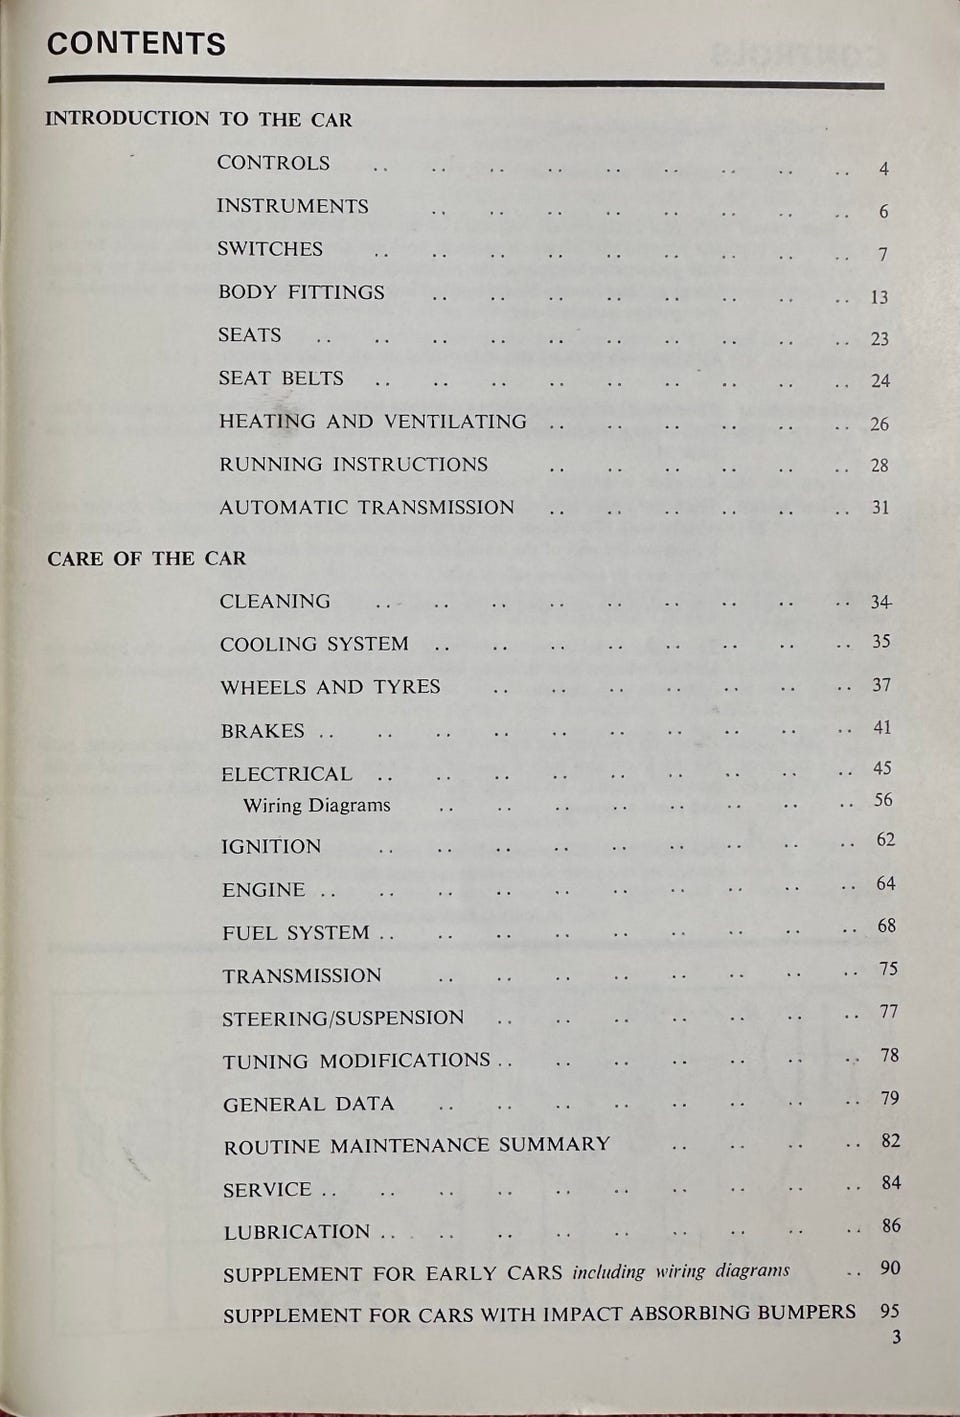 CONTENTS
INTRODUCTION TO THE CAR
CONTROLS .. .. .. .. .. .. .. .. .. 4
INSTRUMENTS .. .. .. .. .. .. .. .. 6
SWITCHES .. .. .. .. .. .. .. .. .. 7
BODY FITTINGS .. .. .. .. .. .. .. .. 13
SEATS .. .. .. .. .. .. .. .. .. .. 23
SEAT BELTS .. .. .. .. .. .. .. .. .. 24
HEATING AND VENTILATING .. .. .. .. .. .. 26
RUNNING INSTRUCTIONS .. .. .. .. .. .. 28
AUTOMATIC TRANSMISSION .. .. .. .. .. .. 31
CARE OF THE CAR
CLEANING .. .. .. .. .. .. .. .. .. 34
COOLING SYSTEM .. .. .. .. .. .. .. .. 35
WHEELS AND TYRES .. .. .. .. .. .. .. 37
BRAKES .. .. .. .. .. .. .. .. .. .. 41
ELECTRICAL .. .. .. .. .. .. .. .. .. 45
Wiring Diagrams .. .. .. .. .. .. .. .. 56
IGNITION .. .. .. .. .. .. .. .. .. 62
ENGINE .. .. .. .. .. .. .. .. .. .. 64
FUEL SYSTEM .. .. .. .. .. .. .. .. .. 68
TRANSMISSION .. .. .. .. .. .. .. .. 75
STEERING/SUSPENSION .. .. .. .. .. .. .. 77
TUNING MODIFICATIONS .. .. .. .. .. .. .. 78
GENERAL DATA .. .. .. .. .. .. .. .. 79
ROUTINE MAINTENANCE SUMMARY .. .. .. .. 82
SERVICE .. .. .. .. .. .. .. .. .. .. 84
LUBRICATION .. .. .. .. .. .. .. .. .. 86
SUPPLEMENT FOR EARLY CARS including wiring diagrams .. 90
SUPPLEMENT FOR CARS WITH IMPACT ABSORBING BUMPERS 95
3